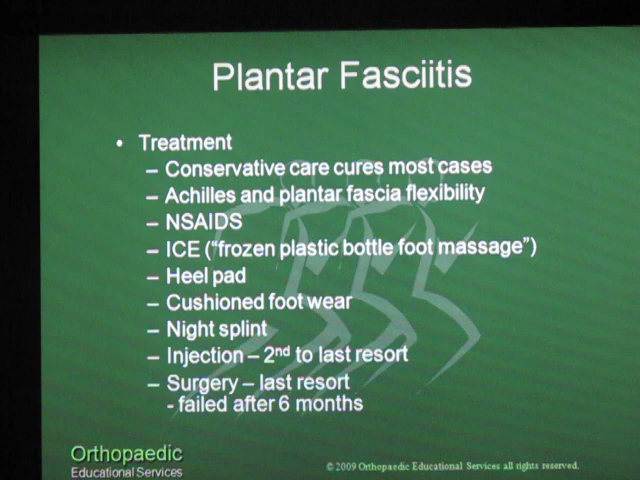 Plantar Fasciitis
• Treatment
– Conservative care cures most cases
– Achilles and plantar fascia flexibility
– NSAIDS
– ICE (“frozen plastic bottle foot massage”)
– Heel pad
– Cushioned foot wear
– Night splint
– Injection – 2nd to last resort
– Surgery – last resort
- failed after 6 months
Orthopaedic
Educational Services
© 2009 Orthopaedic Educational Services all rights reserved.